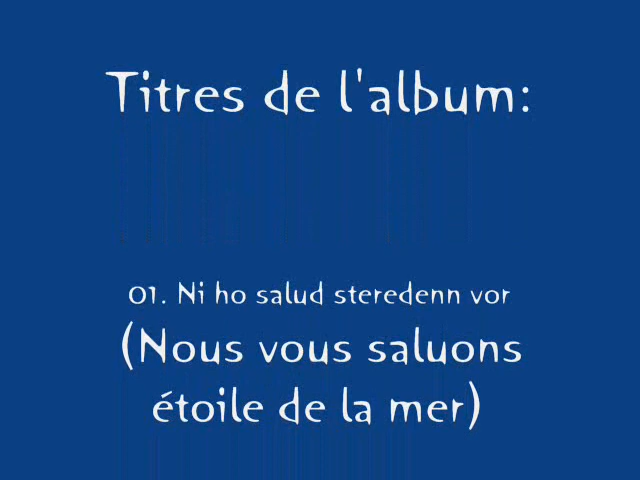 Titres de l'album:
01. Ni ho salud steredenn vor
(Nous vous saluons
étoile de la mer)